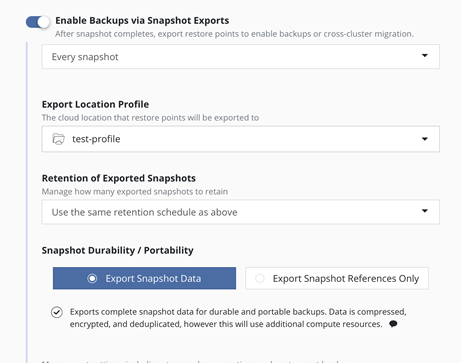 Enable Backups via Snapshot Exports
After snapshot completes, export restore points to enable backups or cross-cluster migration.
Every snapshot
Export Location Profile
The cloud location that restore points will be exported to
test-profile
Retention of Exported Snapshots
Manage how many exported snapshots to retain
Use the same retention schedule as above
Snapshot Durability / Portability
Export Snapshot Data
Export Snapshot References Only
Exports complete snapshot data for durable and portable backups. Data is compressed,
encrypted, and deduplicated, however this will use additional compute resources.